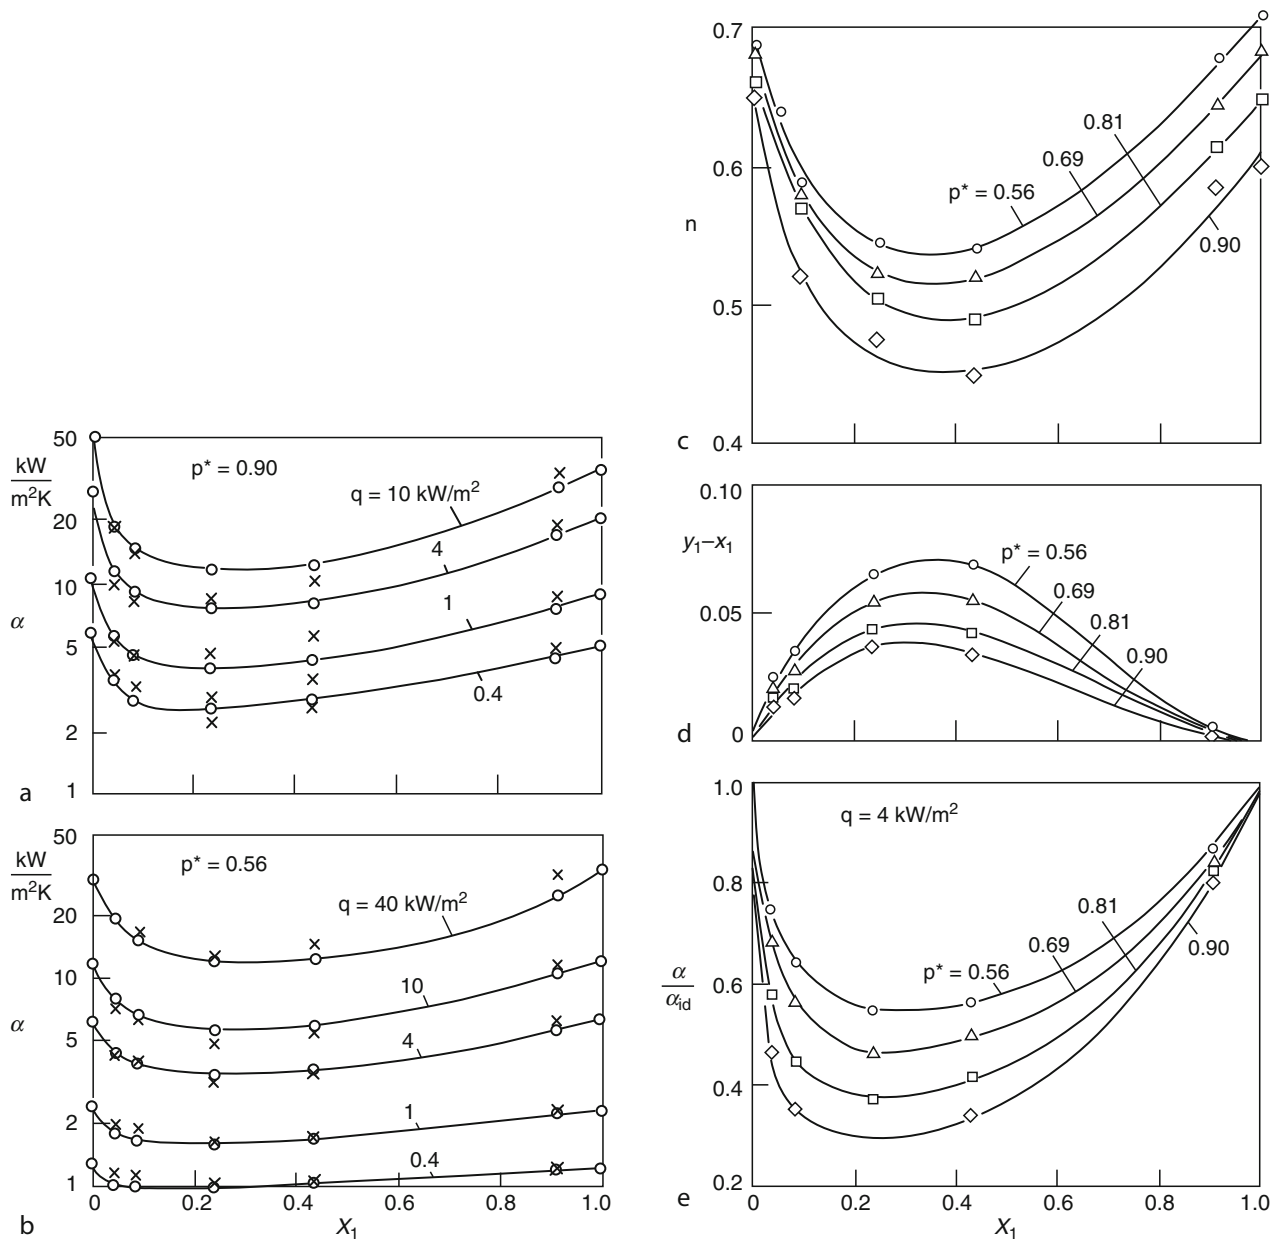 50
kW
m²K
p* = 0.90
q = 10 kW/m²
20
4
10
1
α
5
0.4
2
1
a
50
kW
m²K
p* = 0.56
q = 40 kW/m²
20
10
10
α
4
5
1
2
0.4
1
0
0.2
0.4
0.6
0.8
1.0
b
X₁
0.7
0.81
0.69
0.6
p* = 0.56
n
0.90
0.5
c
0.4
0.10
y₁–x₁
p* = 0.56
0.69
0.05
0.81
0.90
d
0
1.0
q = 4 kW/m²
0.8
0.81
0.69
0.90
p* = 0.56
α
αid
0.6
0.4
e
0.2
0
0.2
0.4
0.6
0.8
1.0
X₁